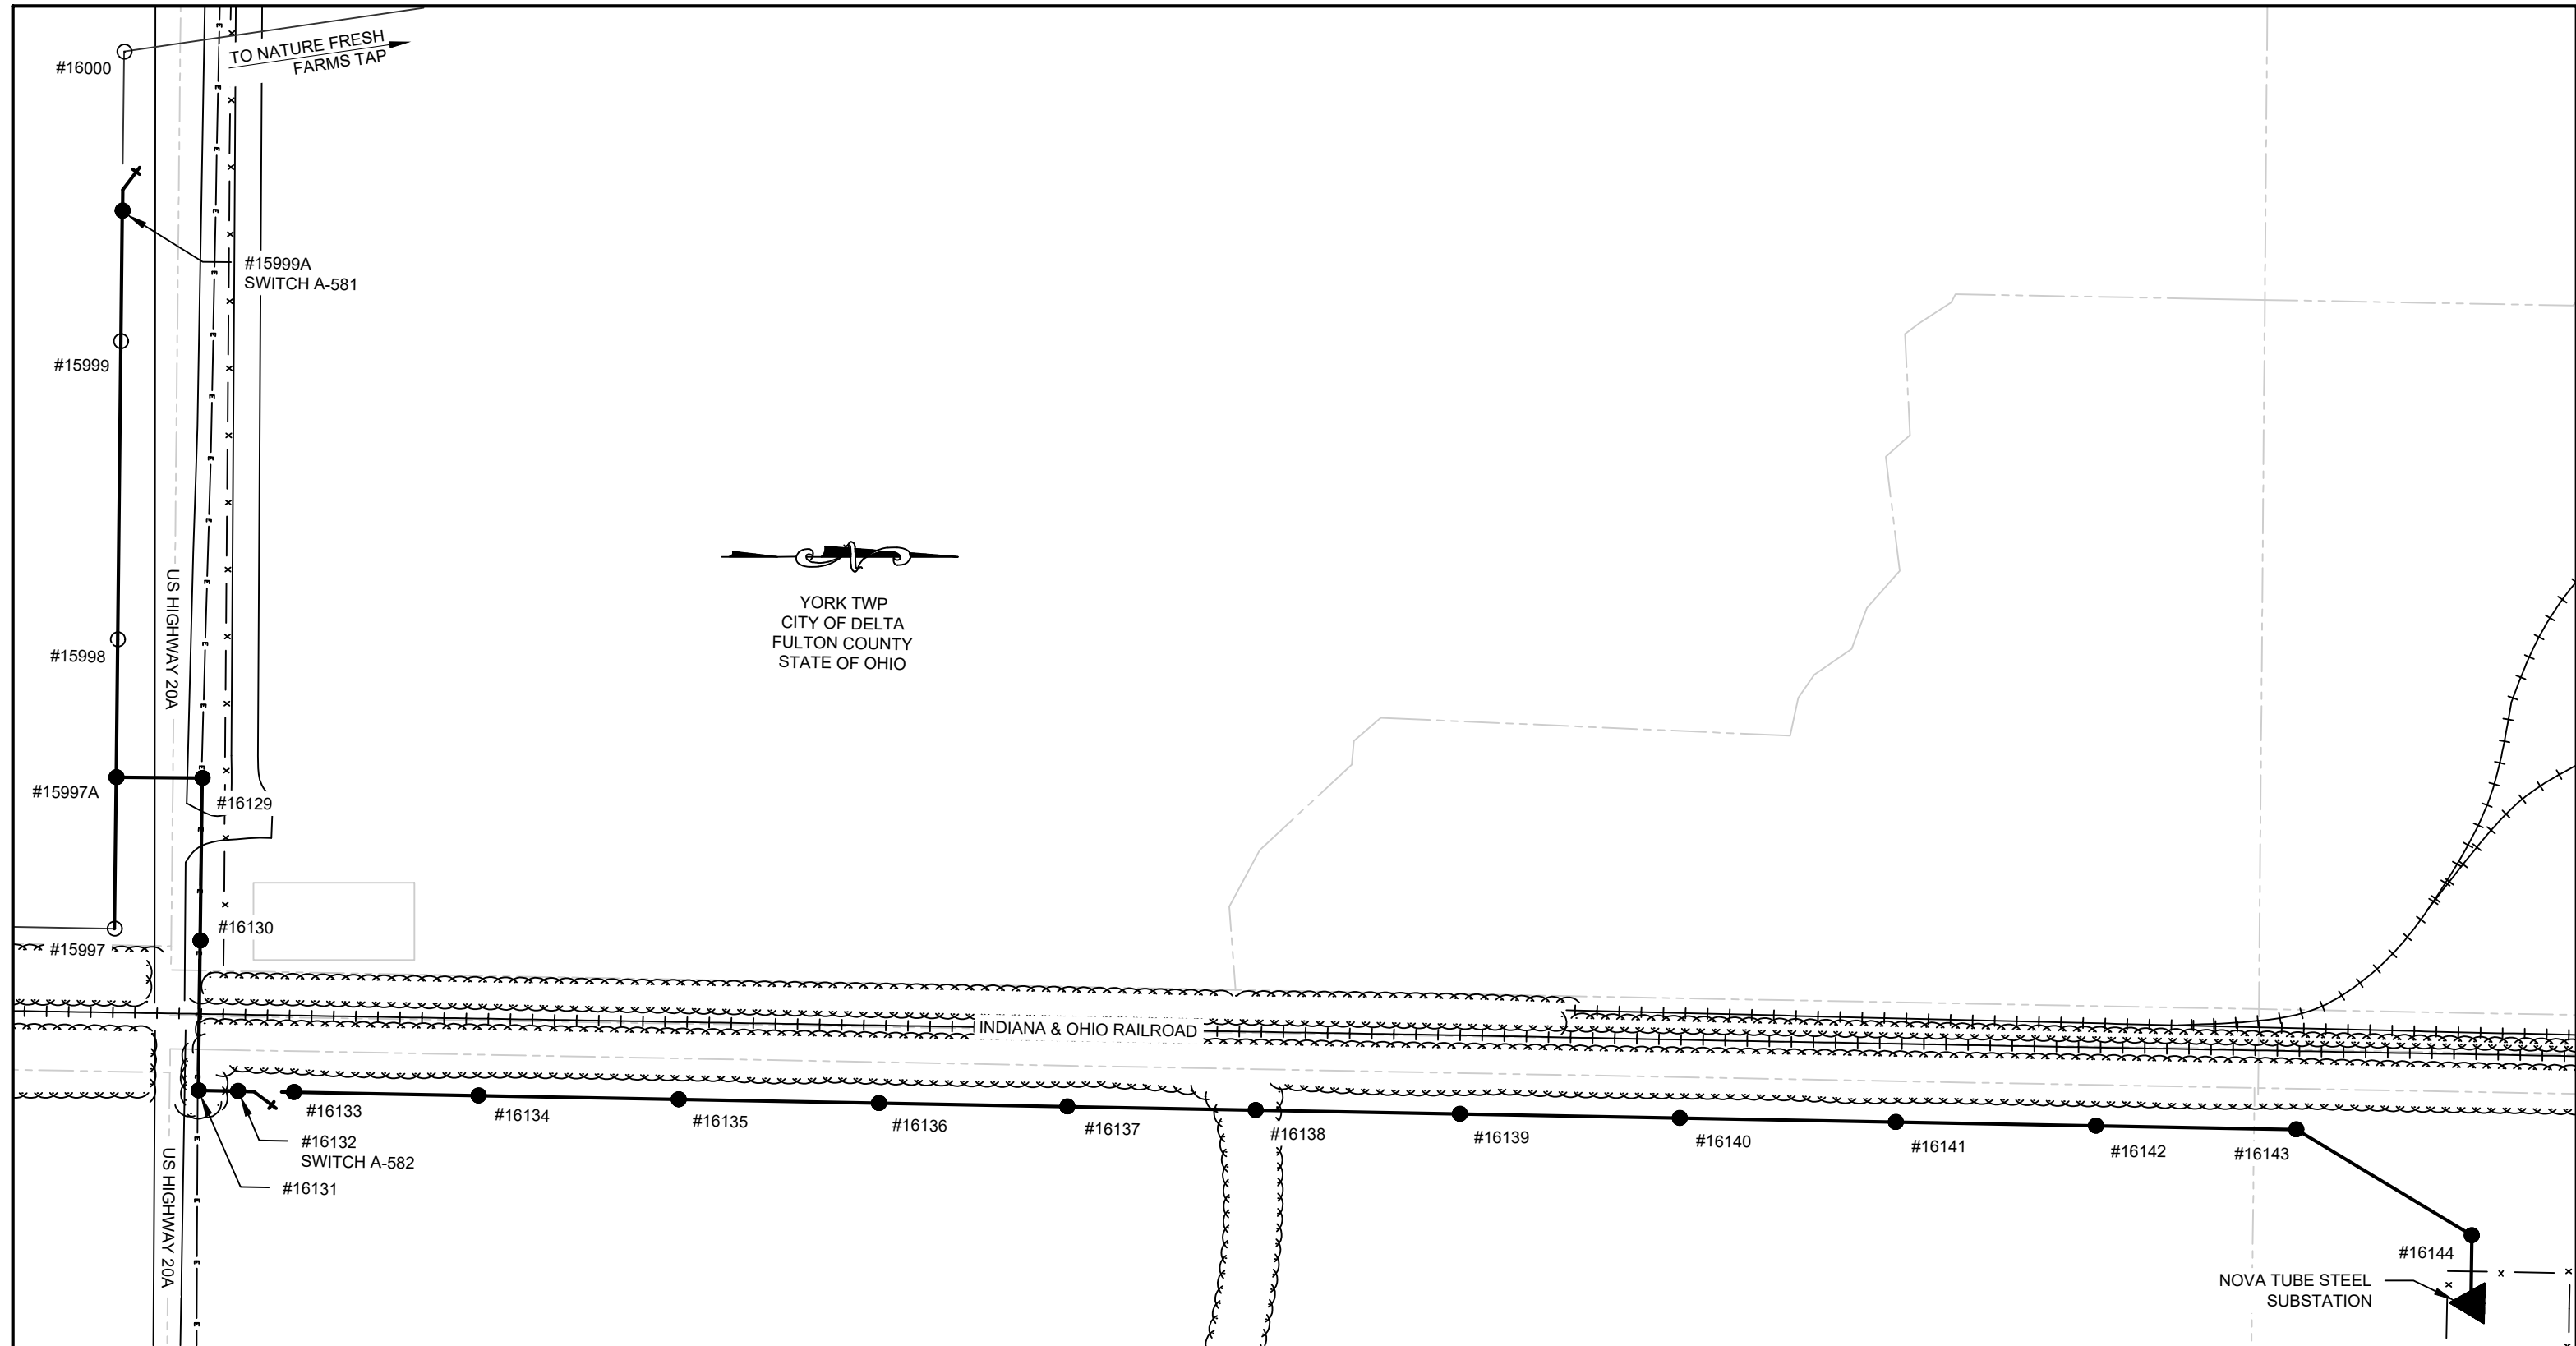 #16000
TO NATURE FRESH
FARMS TAP
#15999A
SWITCH A-581
#15999
US HIGHWAY 20A
YORK TWP
CITY OF DELTA
FULTON COUNTY
STATE OF OHIO
#15998
#15997A
#16129
#16130
#15997
INDIANA & OHIO RAILROAD
#16133
#16134
#16135
#16136
#16137
#16138
#16139
#16140
#16141
#16142
#16143
#16132
SWITCH A-582
#16131
US HIGHWAY 20A
#16144
NOVA TUBE STEEL
SUBSTATION